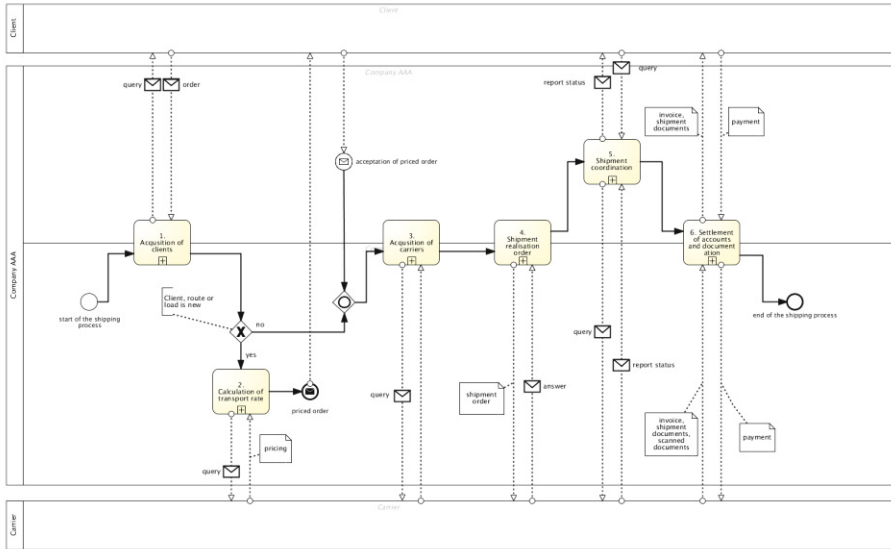 Client
Client
Company AAA
Company AAA
query
order
report status
query
invoice,
shipment
documents
payment
acceptation of priced order
5.
Shipment
coordination
1.
Acqusition of
clients
3.
Acqusition of
carriers
4.
Shipment
realisation
order
6. Settlement
of accounts
and document
ation
Client, route or
load is new
start of the shipping
process
end of the shipping process
no
yes
X
2.
Calculation of
transport rate
priced order
query
shipment
order
answer
query
report status
invoice,
shipment
documents,
scanned
documents
payment
pricing
query
Carrier
Carrier